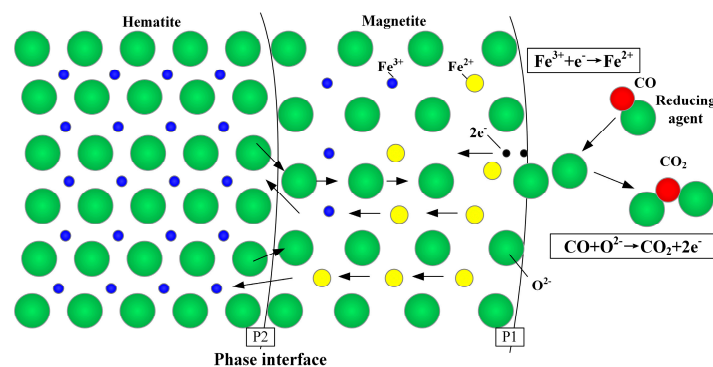 Hematite
Magnetite
Fe³⁺
Fe²⁺
Fe³⁺+e⁻→Fe²⁺
CO
Reducing
agent
2e⁻
CO₂
CO+O²⁻→CO₂+2e⁻
O²⁻
P2
P1
Phase interface